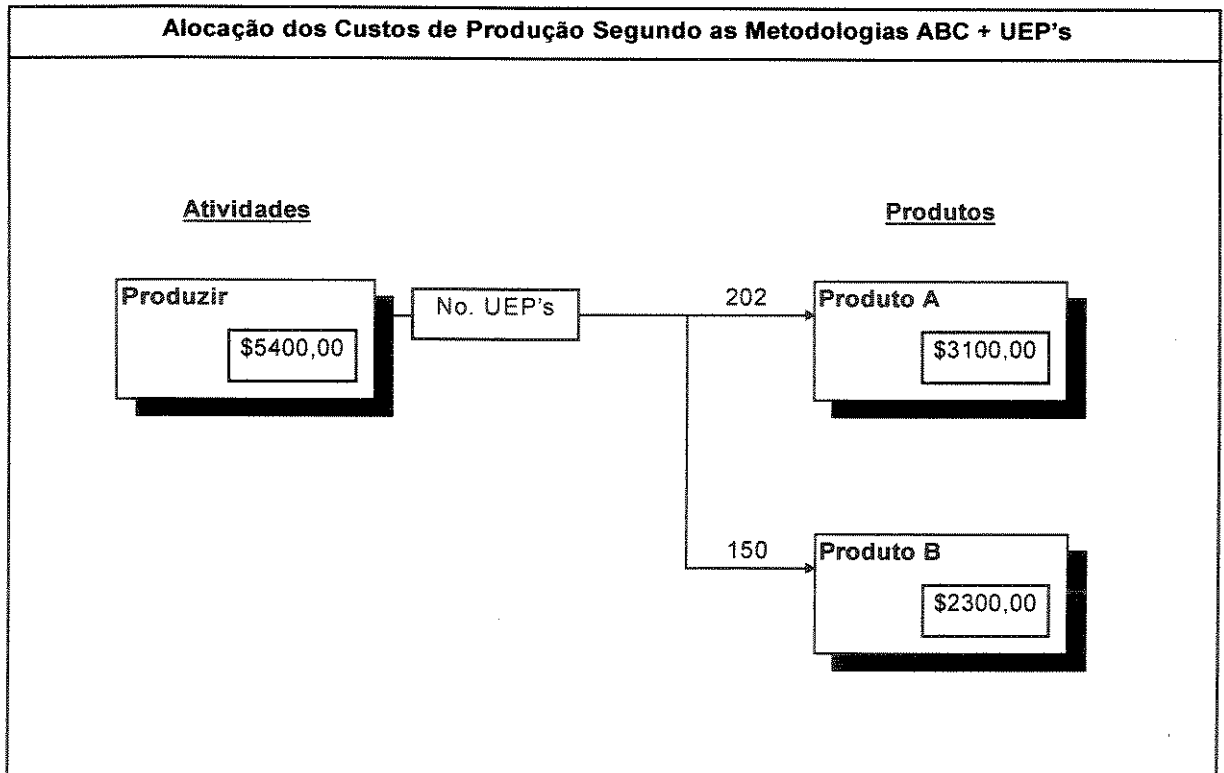 Alocação dos Custos de Produção Segundo as Metodologias ABC + UEP's
Atividades
Produtos
Produzir
$5400,00
No. UEP's
202
Produto A
$3100,00
150
Produto B
$2300,00